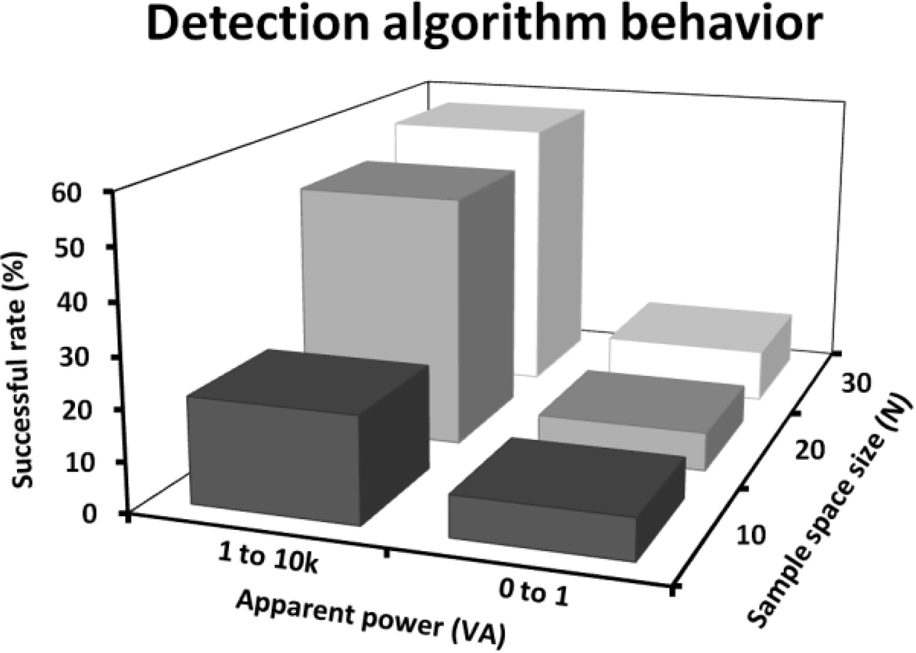 Detection algorithm behavior
Successful rate (%)
60
50
40
30
20
10
0
1 to 10k
0 to 1
Apparent power (VA)
10
20
30
Sample space size (N)